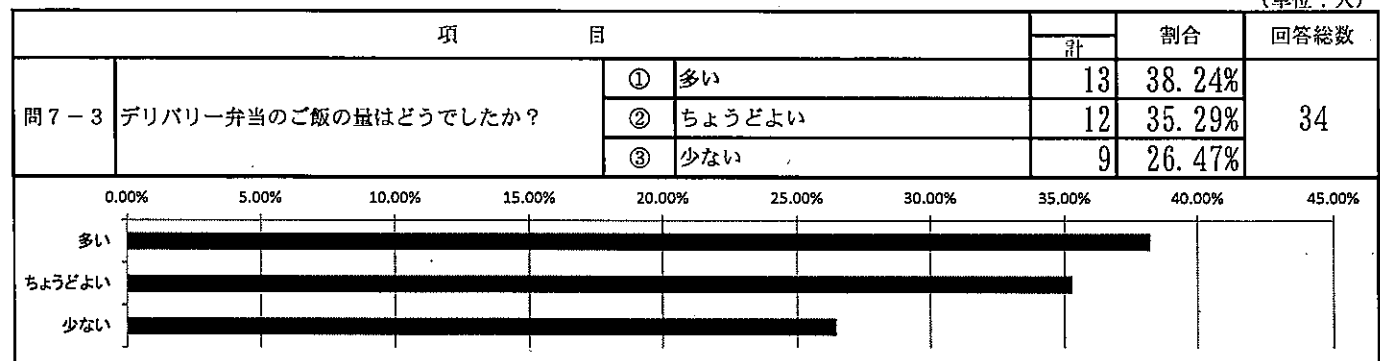 (単位:人)
項 目 計 割合 回答総数
問7-3 デリバリー弁当のご飯の量はどうでしたか?
① 多い 13 38.24%
② ちょうどよい 12 35.29% 34
③ 少ない 9 26.47%
0.00% 5.00% 10.00% 15.00% 20.00% 25.00% 30.00% 35.00% 40.00% 45.00%
多い
ちょうどよい
少ない